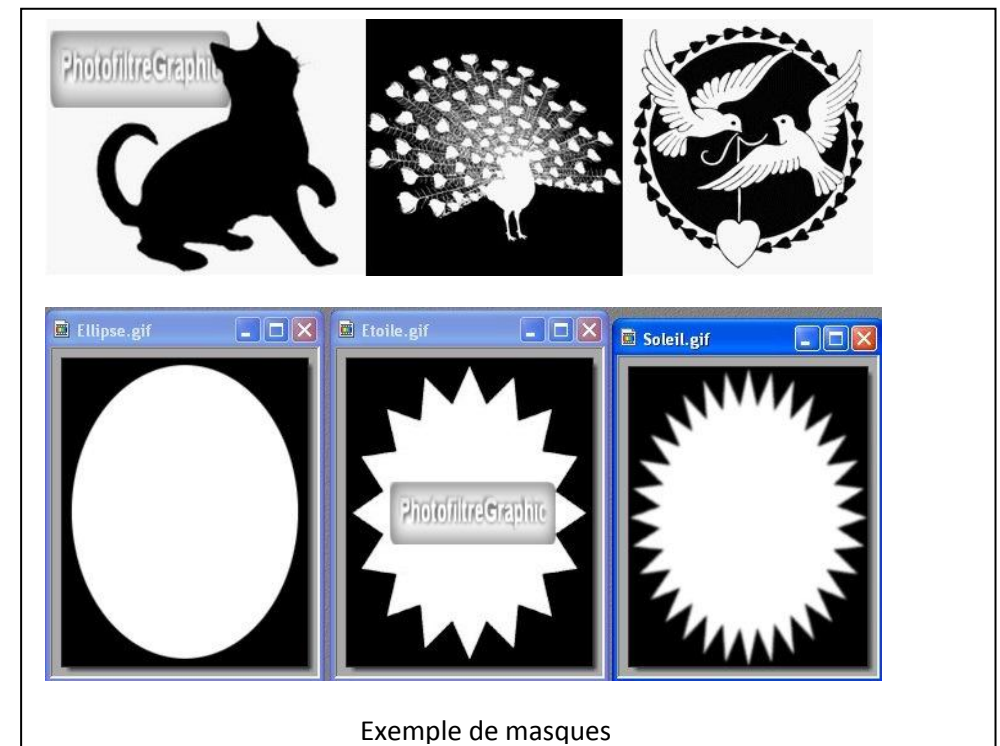 PhotofiltreGraphic
Ellipse.gif
Etoile.gif
Soleil.gif
PhotofiltreGraphic
Exemple de masques